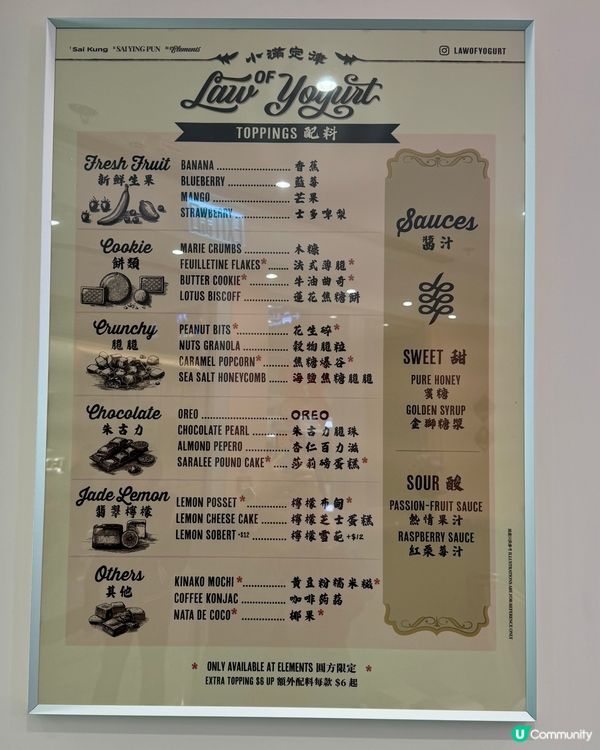 Sai Kung SAI YING PUN Elements
LAWOFYOGURT
小滿定律
Law OF Yogurt
TOPPINGS 配料
Fresh Fruit
新鮮生果
BANANA 香蕉
BLUEBERRY 藍莓
MANGO 芒果
STRAWBERRY 士多啤梨
Cookie
餅類
MARIE CRUMBS 木糠
FEUILLETINE FLAKES* 法式薄脆*
BUTTER COOKIE* 牛油曲奇*
LOTUS BISCOFF 蓮花焦糖餅
Crunchy
脆脆
PEANUT BITS* 花生碎*
NUTS GRANOLA 穀物脆粒
CARAMEL POPCORN* 焦糖爆谷*
SEA SALT HONEYCOMB 海鹽焦糖脆脆
Chocolate
朱古力
OREO OREO
CHOCOLATE PEARL 朱古力脆珠
ALMOND PEPERO 杏仁百力滋
SARALEE POUND CAKE* 莎莉磅蛋糕*
Jade Lemon
翡翠檸檬
LEMON POSSET* 檸檬布甸*
LEMON CHEESE CAKE 檸檬芝士蛋糕
LEMON SOBERT +$12 檸檬雪葩 +$12
Others
其他
KINAKO MOCHI* 黃豆粉糯米糍*
COFFEE KONJAC 咖啡蒟蒻
NATA DE COCO* 椰果*
Sauces
醬汁
SWEET 甜
PURE HONEY
蜜糖
GOLDEN SYRUP
金獅糖漿
SOUR 酸
PASSION-FRUIT SAUCE
熱情果汁
RASPBERRY SAUCE
紅桑莓汁
ILLUSTRATIONS ARE FOR REFERENCE ONLY
* ONLY AVAILABLE AT ELEMENTS 圓方限定 *
EXTRA TOPPING $6 UP 額外配料每款 $6 起
U Community